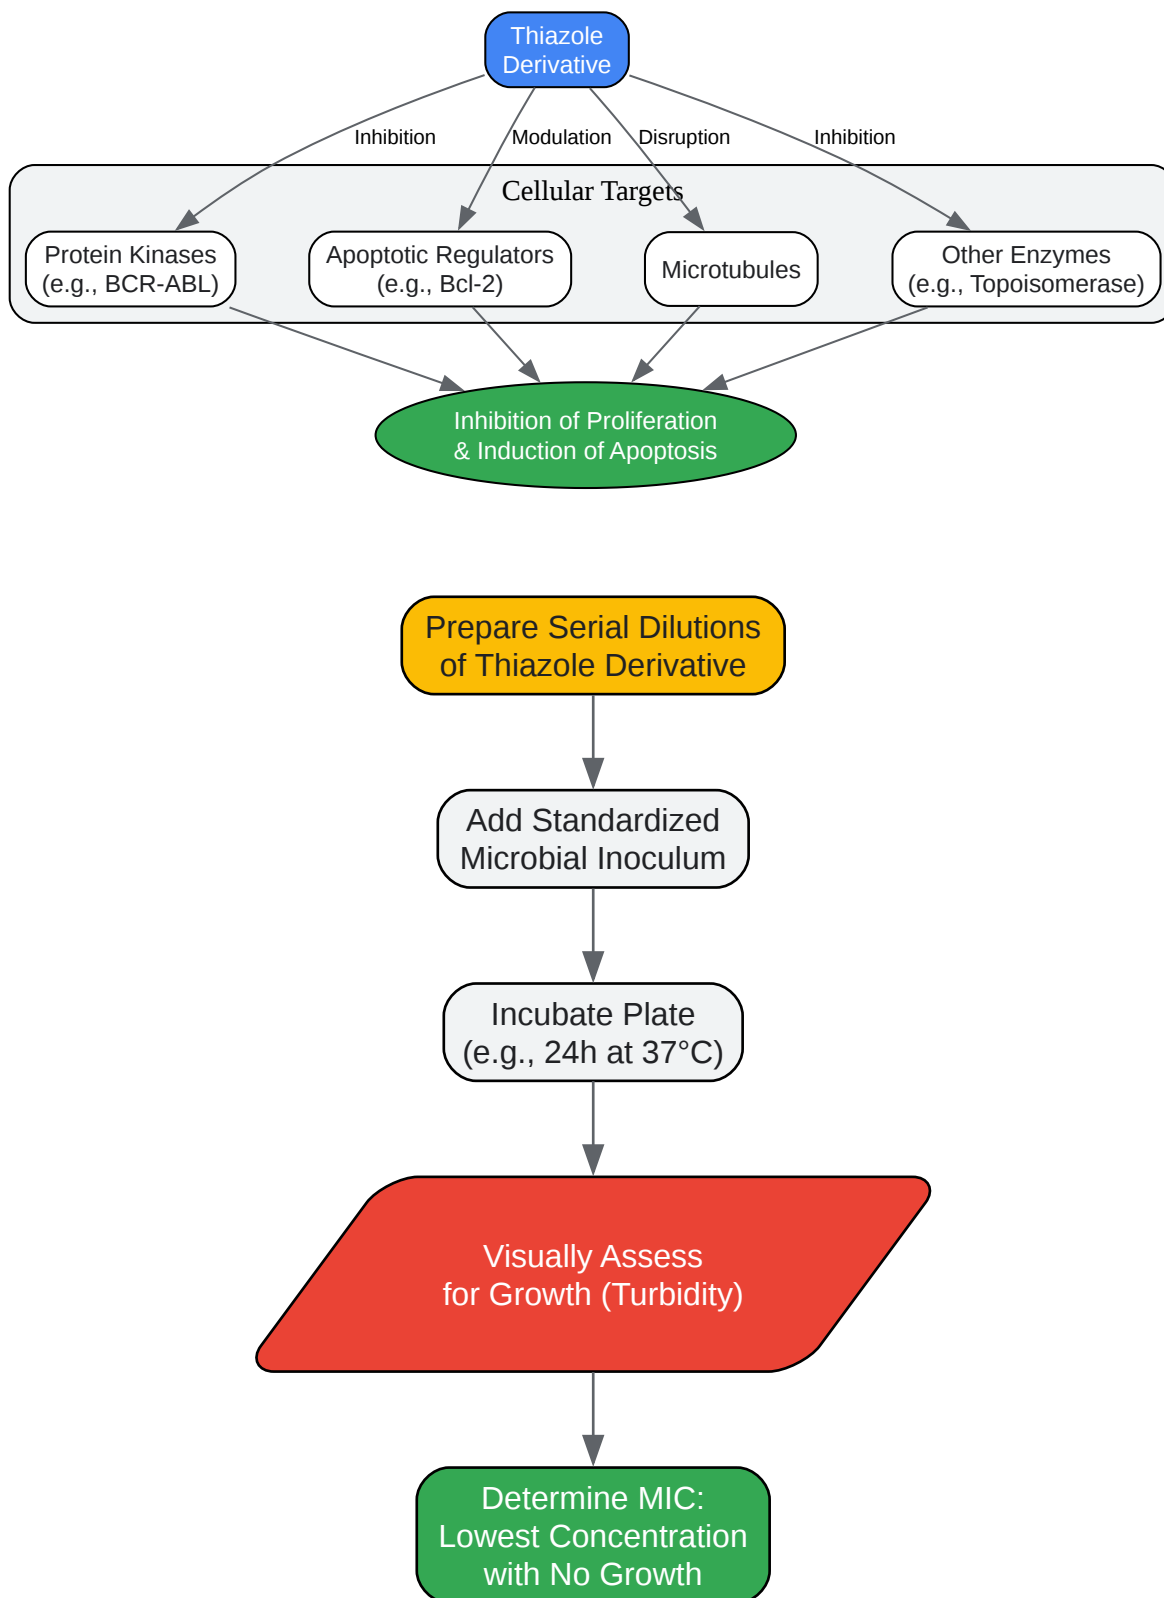 Thiazole
Derivative
Inhibition
Modulation
Disruption
Inhibition
Cellular Targets
Protein Kinases
(e.g., BCR-ABL)
Apoptotic Regulators
(e.g., Bcl-2)
Microtubules
Other Enzymes
(e.g., Topoisomerase)
Inhibition of Proliferation
& Induction of Apoptosis
Prepare Serial Dilutions
of Thiazole Derivative
Add Standardized
Microbial Inoculum
Incubate Plate
(e.g., 24h at 37°C)
Visually Assess
for Growth (Turbidity)
Determine MIC:
Lowest Concentration
with No Growth